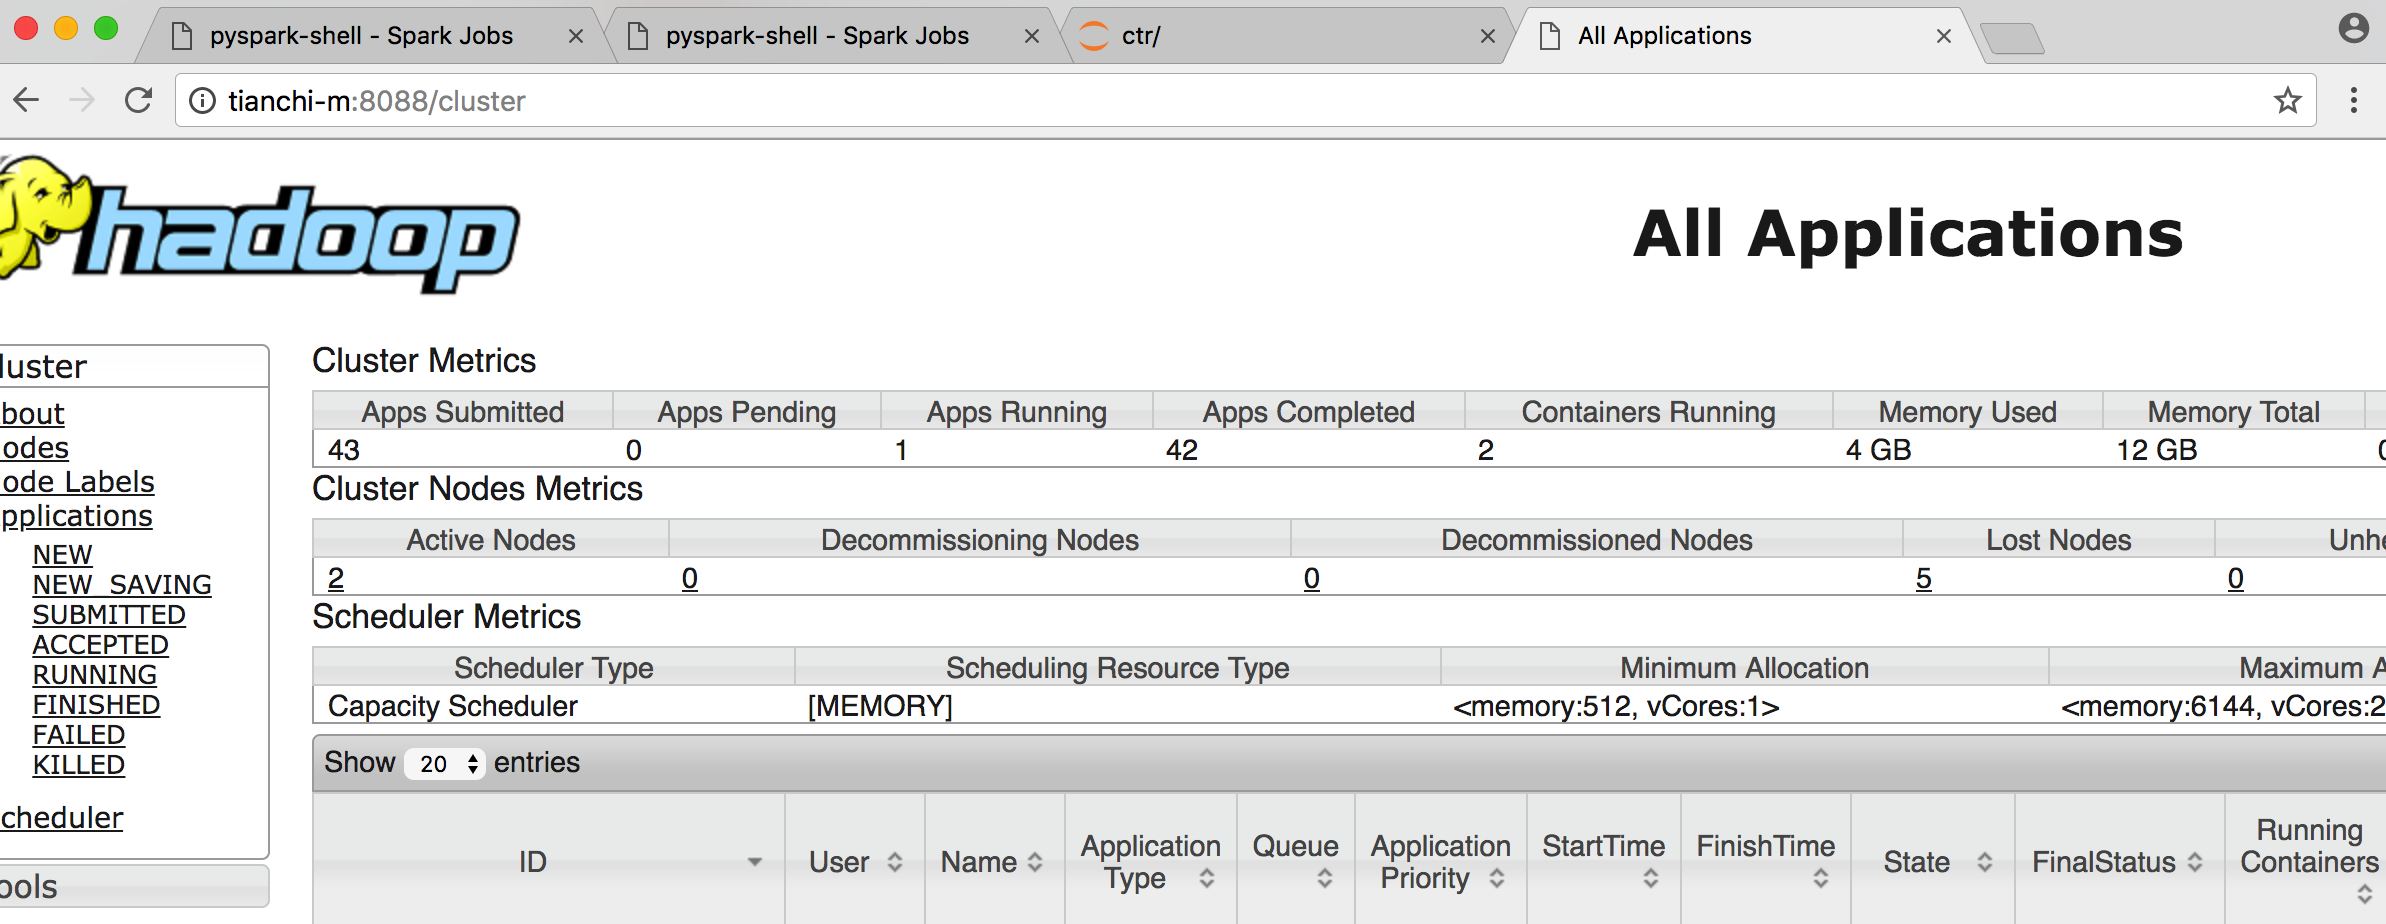 pyspark-shell - Spark Jobs
pyspark-shell - Spark Jobs
ctr/
All Applications
tianchi-m:8088/cluster
hadoop
All Applications
luster
bout
odes
ode Labels
pplications
NEW
NEW_SAVING
SUBMITTED
ACCEPTED
RUNNING
FINISHED
FAILED
KILLED
cheduler
ools
Cluster Metrics
Apps Submitted Apps Pending Apps Running Apps Completed Containers Running Memory Used Memory Total
43 0 1 42 2 4 GB 12 GB
Cluster Nodes Metrics
Active Nodes Decommissioning Nodes Decommissioned Nodes Lost Nodes Unhe
2 0 0 5 0
Scheduler Metrics
Scheduler Type Scheduling Resource Type Minimum Allocation Maximum A
Capacity Scheduler [MEMORY] <memory:512, vCores:1> <memory:6144, vCores:2
Show 20 entries
ID User Name Application Type Queue Application Priority StartTime FinishTime State FinalStatus Running Containers